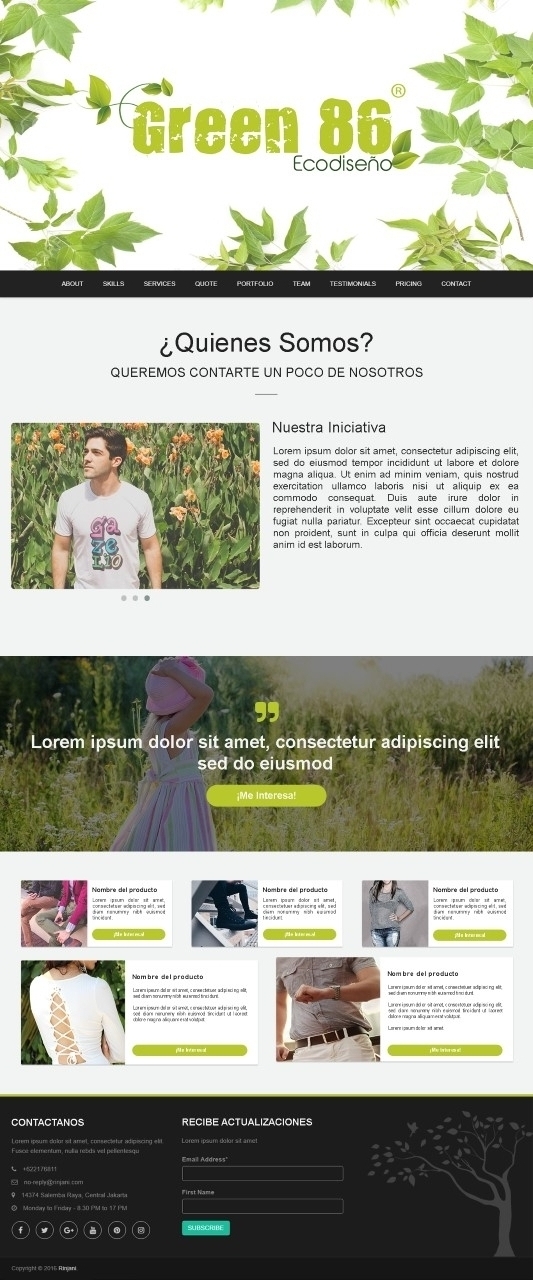 Green 86®
Ecodiseño
ABOUT SKILLS SERVICES QUOTE PORTFOLIO TEAM TESTIMONIALS PRICING CONTACT
¿Quienes Somos?
QUEREMOS CONTARTE UN POCO DE NOSOTROS
Nuestra Iniciativa
Lorem ipsum dolor sit amet, consectetur adipiscing elit,
sed do eiusmod tempor incididunt ut labore et dolore
magna aliqua. Ut enim ad minim veniam, quis nostrud
exercitation ullamco laboris nisi ut aliquip ex ea
commodo consequat. Duis aute irure dolor in
reprehenderit in voluptate velit esse cillum dolore eu
fugiat nulla pariatur. Excepteur sint occaecat cupidatat
non proident, sunt in culpa qui officia deserunt mollit
anim id est laborum.
Lorem ipsum dolor sit amet, consectetur adipiscing elit
sed do eiusmod
¡Me Interesa!
Nombre del producto
Lorem ipsum dolor sit amet,
consectetuer adipiscing elit, sed
diam nonummy nibh euismod
tincidunt.
¡Me Interesa!
Nombre del producto
Lorem ipsum dolor sit amet,
consectetuer adipiscing elit, sed
diam nonummy nibh euismod
tincidunt.
¡Me Interesa!
Nombre del producto
Lorem ipsum dolor sit amet,
consectetuer adipiscing elit, sed
diam nonummy nibh euismod
tincidunt.
¡Me Interesa!
Nombre del producto
Lorem ipsum dolor sit amet, consectetuer adipiscing elit,
sed diam nonummy nibh euismod tincidunt.
Lorem ipsum dolor sit amet, consectetuer adipiscing elit,
sed diam nonummy nibh euismod tincidunt ut laoreet
dolore magna aliquam erat volutpat.
¡Me Interesa!
Nombre del producto
Lorem ipsum dolor sit amet, consectetuer adipiscing elit,
sed diam nonummy nibh euismod tincidunt.
Lorem ipsum dolor sit amet, consectetuer adipiscing elit,
sed diam nonummy nibh euismod tincidunt ut laoreet
dolore magna aliquam erat volutpat.
Lorem ipsum dolor sit amet
¡Me Interesa!
CONTACTANOS
Lorem ipsum dolor sit amet, consectetur adipiscing elit.
Fusce elementum, nulla rebds vel pellentesqu
+622176811
no-reply@rinjani.com
14374 Salemba Raya, Central Jakarta
Monday to Friday - 8.30 PM to 17 PM
RECIBE ACTUALIZACIONES
Lorem ipsum dolor sit amet
Email Address*
First Name
SUBSCRIBE
Copyright © 2016 Rinjani.